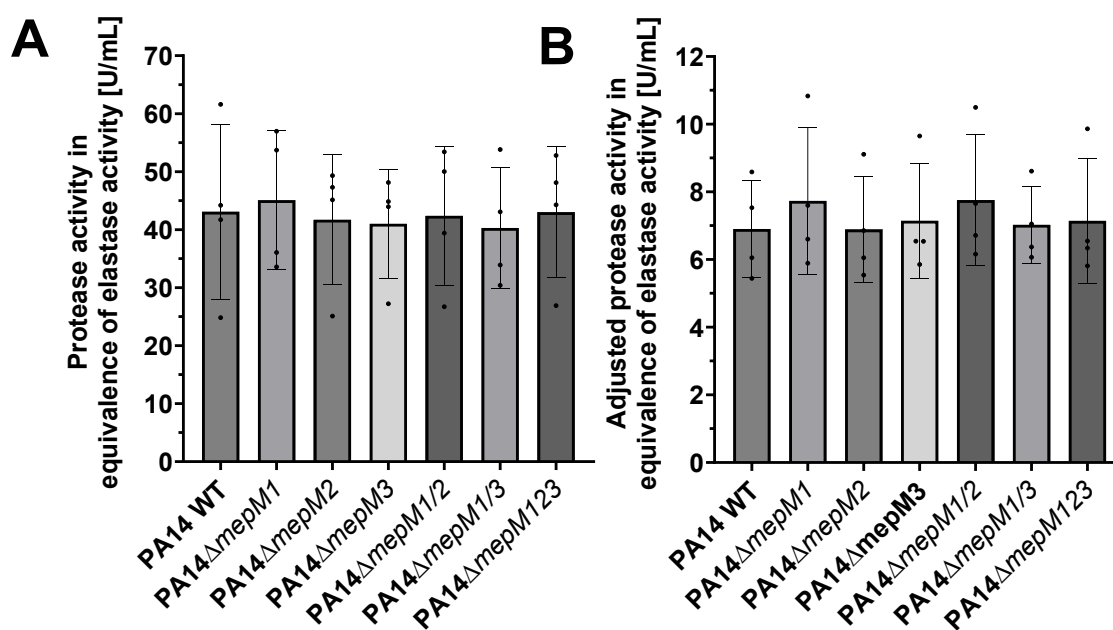 A
Protease activity in
equivalence of elastase activity [U/mL]
70
60
50
40
30
20
10
0
PA14 WT
PA14ΔmepM1
PA14ΔmepM2
PA14ΔmepM3
PA14ΔmepM1/2
PA14ΔmepM1/3
PA14ΔmepM123
B
Adjusted protease activity in
equivalence of elastase activity [U/mL]
12
10
8
6
4
2
0
PA14 WT
PA14ΔmepM1
PA14ΔmepM2
PA14ΔmepM3
PA14ΔmepM1/2
PA14ΔmepM1/3
PA14ΔmepM123